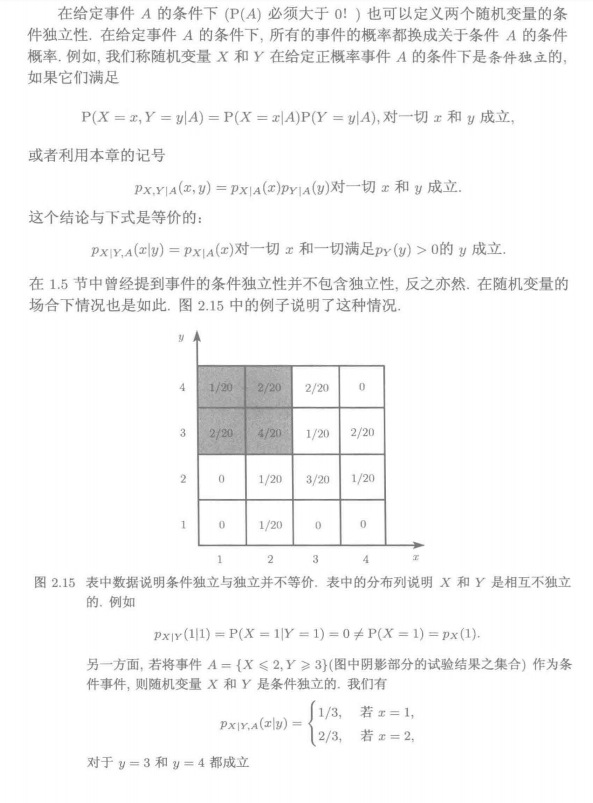 在给定事件 A 的条件下 (P(A) 必须大于 0! ) 也可以定义两个随机变量的条
件独立性. 在给定事件 A 的条件下, 所有的事件的概率都换成关于条件 A 的条件
概率. 例如, 我们称随机变量 X 和 Y 在给定正概率事件 A 的条件下是条件独立的,
如果它们满足
P(X = x, Y = y|A) = P(X = x|A)P(Y = y|A), 对一切 x 和 y 成立,
或者利用本章的记号
p_{X,Y|A}(x, y) = p_{X|A}(x)p_{Y|A}(y)对一切 x 和 y 成立.
这个结论与下式是等价的:
p_{X|Y,A}(x|y) = p_{X|A}(x)对一切 x 和一切满足p_Y(y) > 0的 y 成立.
在 1.5 节中曾经提到事件的条件独立性并不包含独立性, 反之亦然. 在随机变量的
场合下情况也是如此. 图 2.15 中的例子说明了这种情况.
y
4 1/20 2/20 2/20 0
3 2/20 4/20 1/20 2/20
2 0 1/20 3/20 1/20
1 0 1/20 0 0
1 2 3 4 x
图 2.15 表中数据说明条件独立与独立并不等价. 表中的分布列说明 X 和 Y 是相互不独立
的. 例如
p_{X|Y}(1|1) = P(X = 1|Y = 1) = 0 ≠ P(X = 1) = p_X(1).
另一方面, 若将事件 A = {X ⩽ 2, Y ⩾ 3}(图中阴影部分的试验结果之集合) 作为条
件事件, 则随机变量 X 和 Y 是条件独立的. 我们有
p_{X|Y,A}(x|y) = { 1/3, 若 x = 1,
2/3, 若 x = 2,
对于 y = 3 和 y = 4 都成立